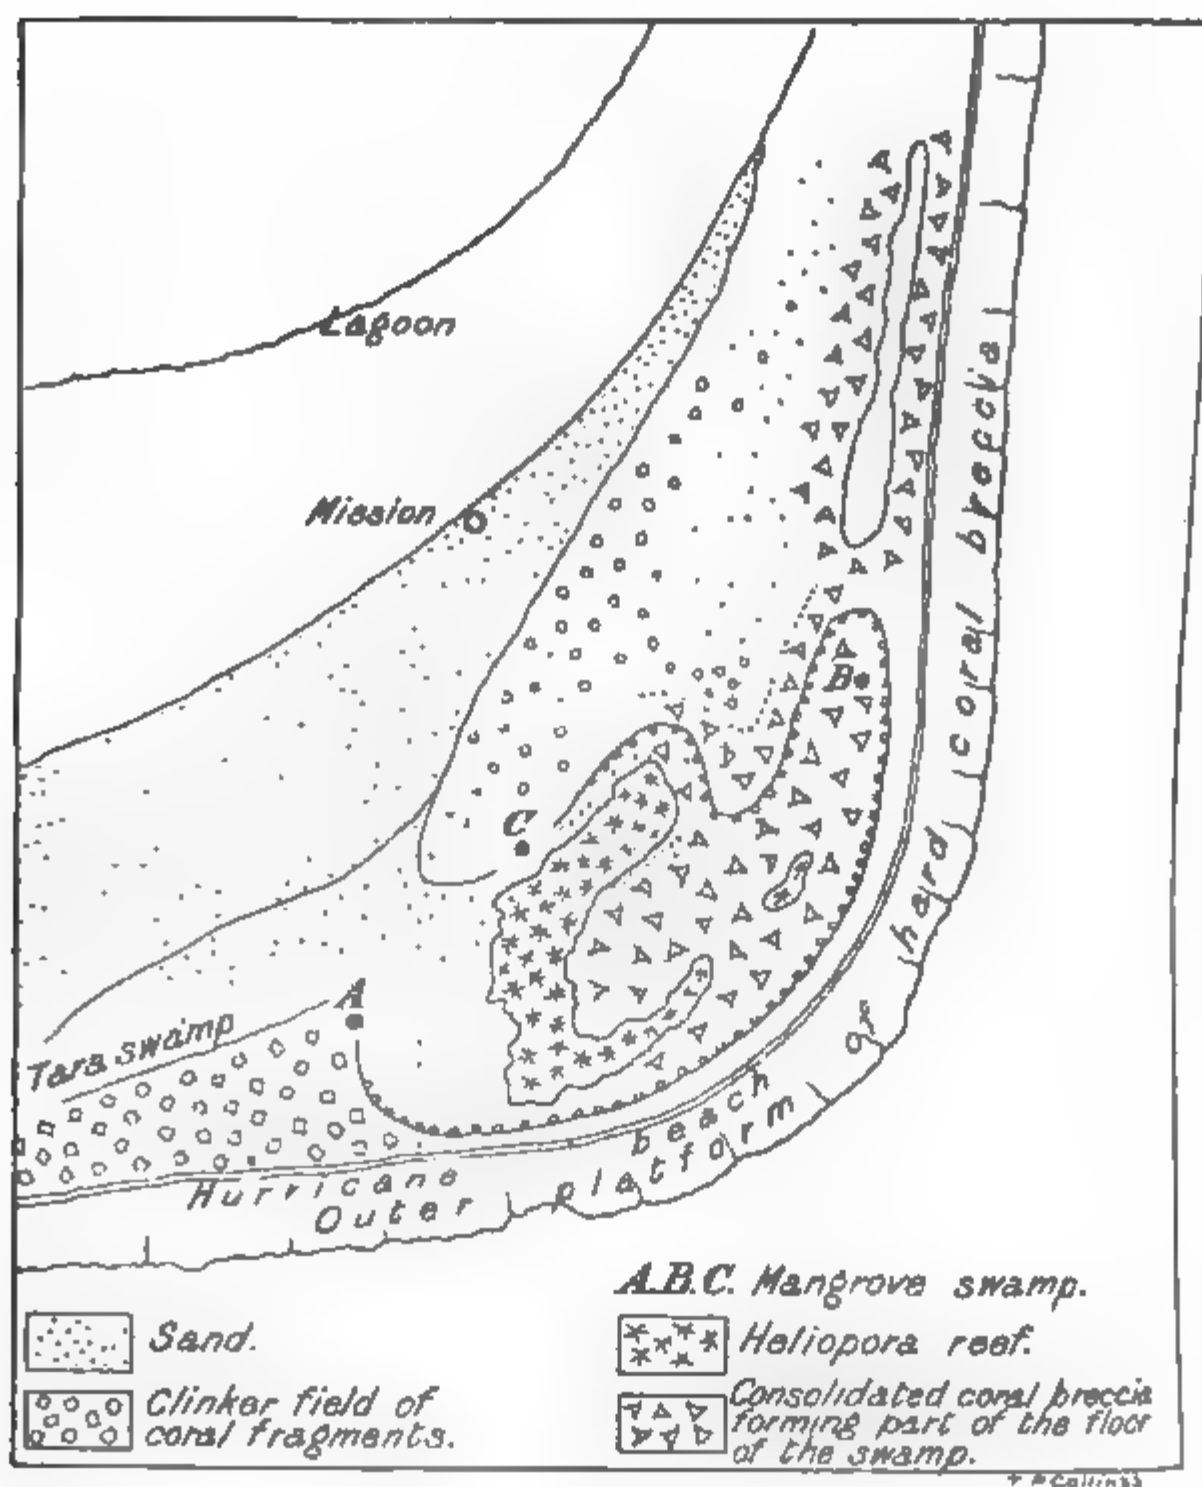 Lagoon
Mission
B
C
A
Tara swamp
Hurricane beach
Outer platform or hard coral breccia
A.B.C. Mangrove swamp.
Sand.
Heliopora reef.
Clinker field of
coral fragments.
Consolidated coral breccia
forming part of the floor
of the swamp.